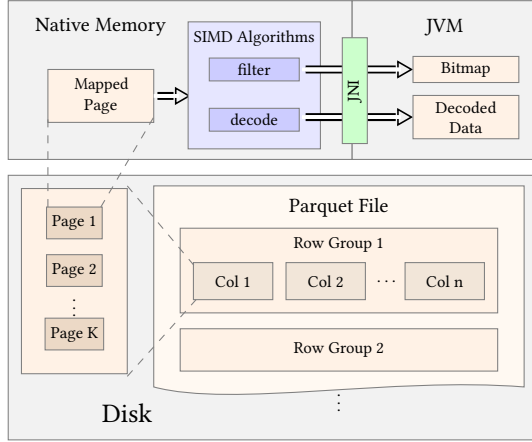 Native Memory
JVM
SIMD Algorithms
Mapped
Page
filter
decode
JNI
Bitmap
Decoded
Data
Page 1
Page 2
⋮
Page K
Parquet File
Row Group 1
Col 1
Col 2
···
Col n
Row Group 2
⋮
Disk